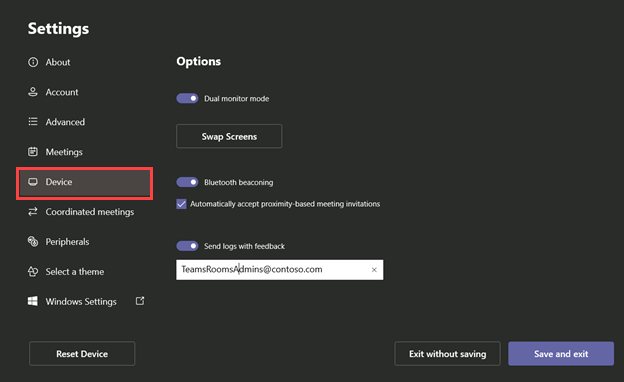 Settings
About
Account
Advanced
Meetings
Device
Coordinated meetings
Peripherals
Select a theme
Windows Settings
Options
Dual monitor mode
Swap Screens
Bluetooth beaconing
Automatically accept proximity-based meeting invitations
Send logs with feedback
TeamsRoomsAdmins@contoso.com
Reset Device
Exit without saving
Save and exit